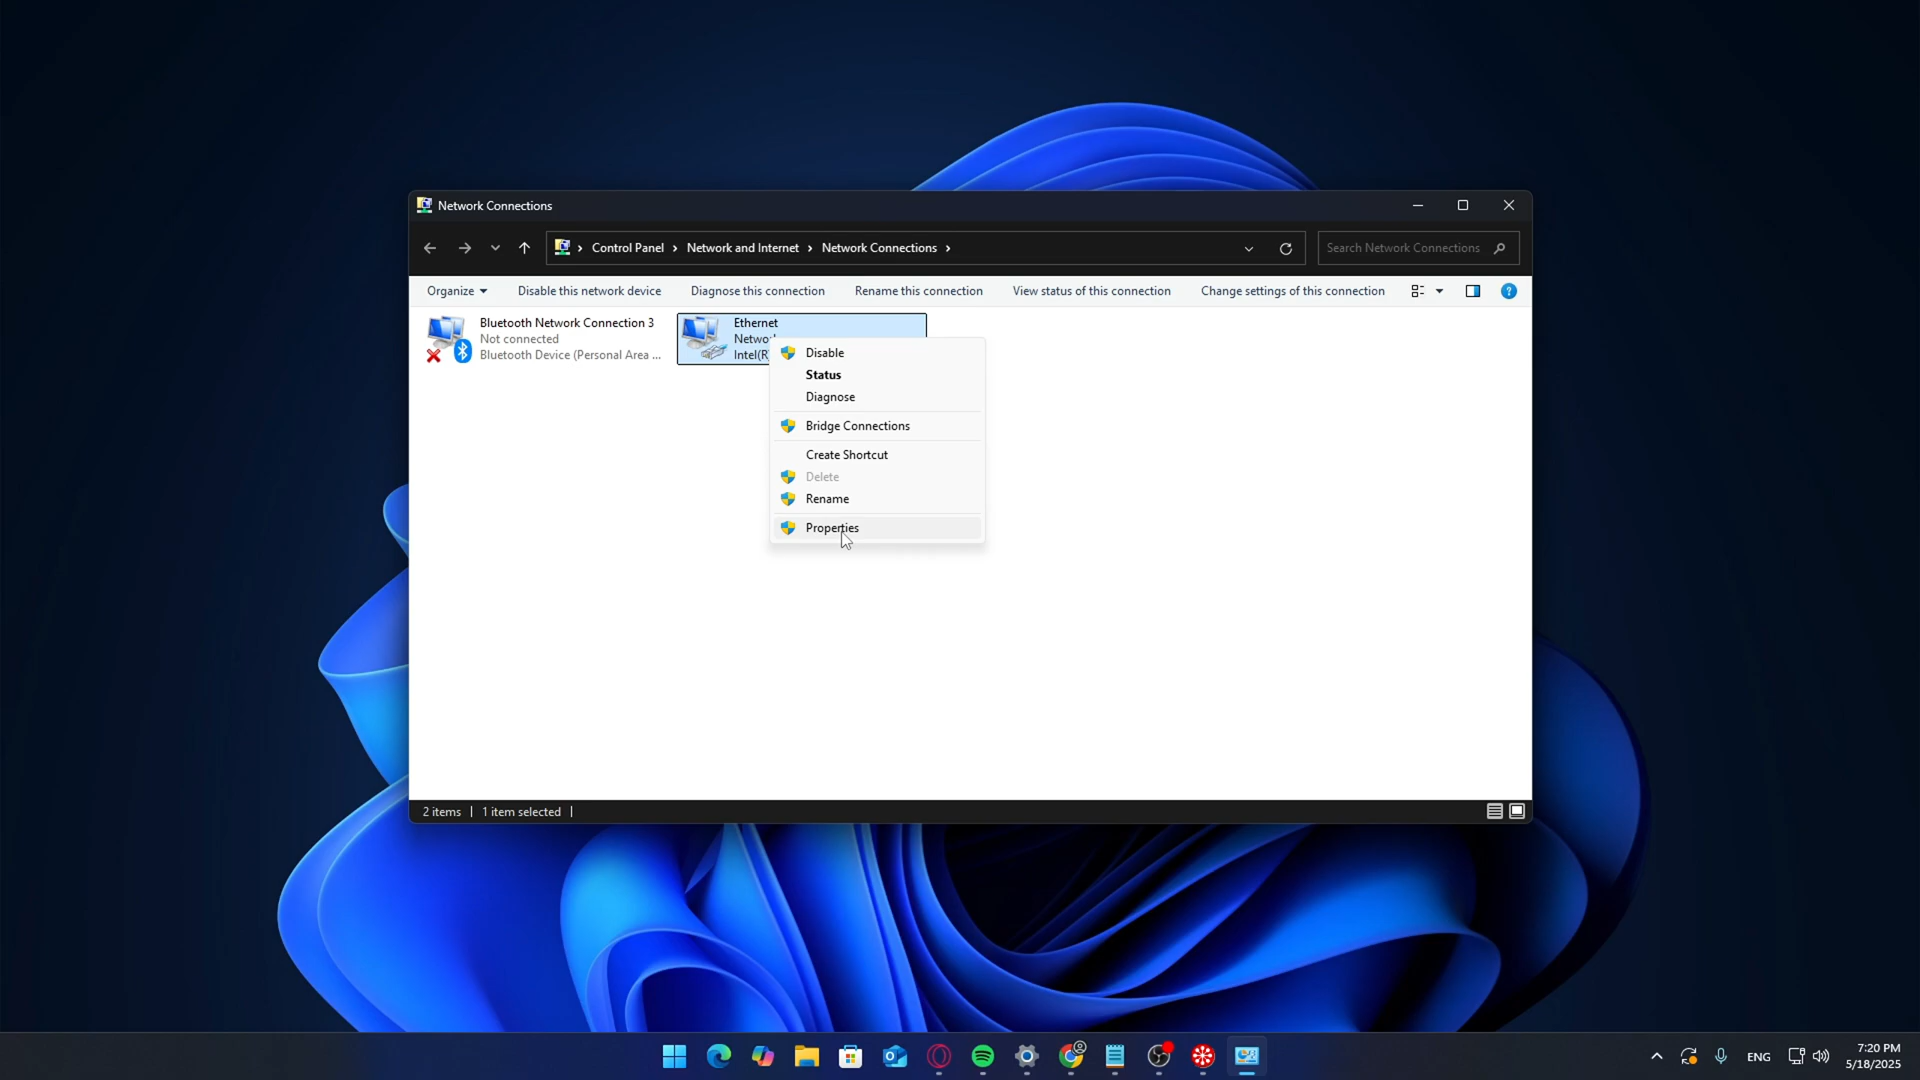 Network Connections
Control Panel
Network and Internet
Network Connections
Search Network Connections
Organize
Disable this network device
Diagnose this connection
Rename this connection
View status of this connection
Change settings of this connection
Bluetooth Network Connection 3
Not connected
Bluetooth Device (Personal Area ...
Ethernet
Intel(R)
Disable
Status
Diagnose
Bridge Connections
Create Shortcut
Delete
Rename
Properties
2 items
1 item selected
ENG
7:20 PM
5/18/2025